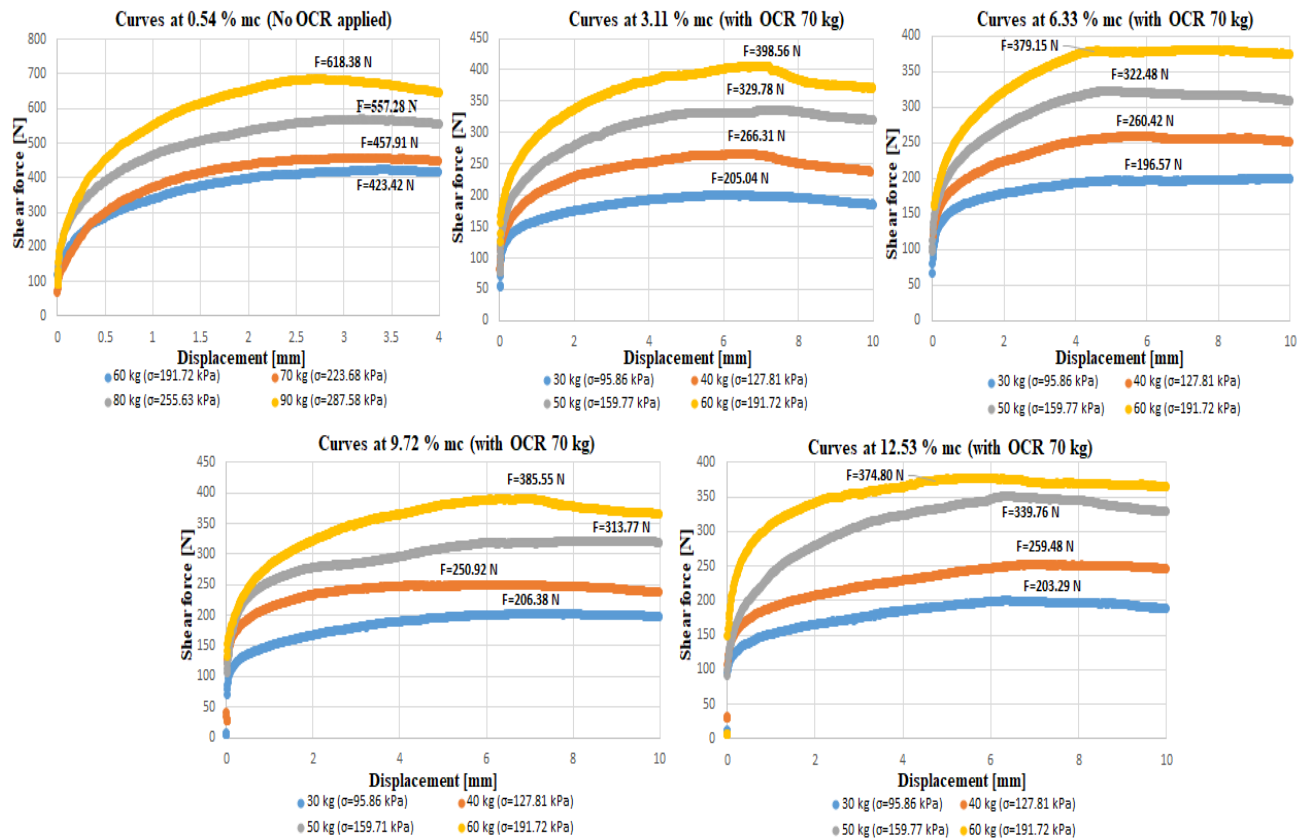 Curves at 0.54 % mc (No OCR applied)
800
700
600
500
400
300
200
100
0
F=618.38 N
F=557.28 N
F=457.91 N
F=423.42 N
Shear force [N]
0 0.5 1 1.5 2 2.5 3 3.5 4
Displacement [mm]
60 kg (σ=191.72 kPa) 70 kg (σ=223.68 kPa)
80 kg (σ=255.63 kPa) 90 kg (σ=287.58 kPa)
Curves at 3.11 % mc (with OCR 70 kg)
450
400
350
300
250
200
150
100
50
0
F=398.56 N
F=329.78 N
F=266.31 N
F=205.04 N
Shear force [N]
0 2 4 6 8 10
Displacement [mm]
30 kg (σ=95.86 kPa) 40 kg (σ=127.81 kPa)
50 kg (σ=159.77 kPa) 60 kg (σ=191.72 kPa)
Curves at 6.33 % mc (with OCR 70 kg)
400
350
300
250
200
150
100
50
0
F=379.15 N
F=322.48 N
F=260.42 N
F=196.57 N
Shear force [N]
0 2 4 6 8 10
Displacement [mm]
30 kg (σ=95.86 kPa) 40 kg (σ=127.81 kPa)
50 kg (σ=159.77 kPa) 60 kg (σ=191.72 kPa)
Curves at 9.72 % mc (with OCR 70 kg)
450
400
350
300
250
200
150
100
50
0
F=385.55 N
F=313.77 N
F=250.92 N
F=206.38 N
Shear force [N]
0 2 4 6 8 10
Displacement [mm]
30 kg (σ=95.86 kPa) 40 kg (σ=127.81 kPa)
50 kg (σ=159.71 kPa) 60 kg (σ=191.72 kPa)
Curves at 12.53 % mc (with OCR 70 kg)
400
350
300
250
200
150
100
50
0
F=374.80 N
F=339.76 N
F=259.48 N
F=203.29 N
Shear force [N]
0 2 4 6 8 10
Displacement [mm]
30 kg (σ=95.86 kPa) 40 kg (σ=127.81 kPa)
50 kg (σ=159.77 kPa) 60 kg (σ=191.72 kPa)